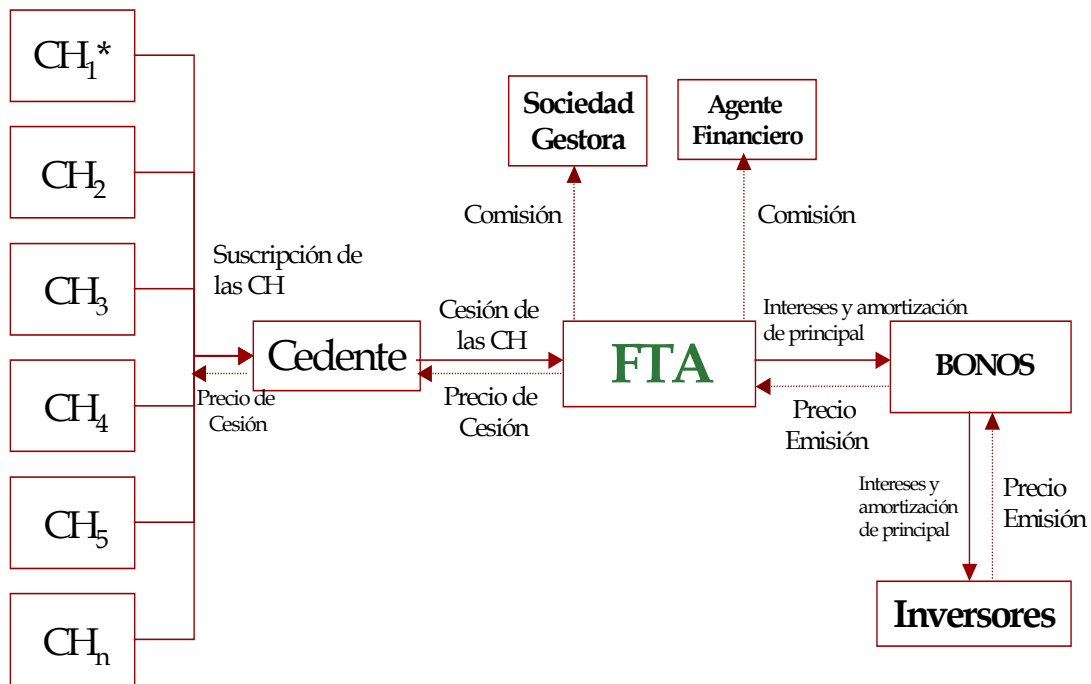 CH1*
CH2
CH3
CH4
CH5
CHn
Suscripción de
las CH
Precio de
Cesión
Cedente
Cesión de
las CH
Precio de
Cesión
Sociedad
Gestora
Agente
Financiero
Comisión
Comisión
FTA
Intereses y amortización
de principal
Precio
Emisión
BONOS
Intereses y
amortización
de principal
Precio
Emisión
Inversores